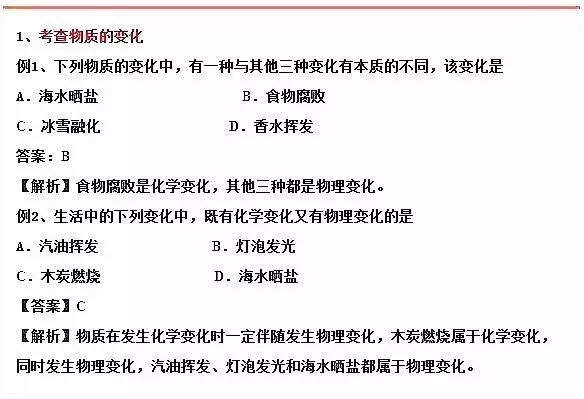 1、考查物质的变化
例1、下列物质的变化中，有一种与其他三种变化有本质的不同，该变化是
A．海水晒盐 B．食物腐败
C．冰雪融化 D．香水挥发
答案：B
【解析】食物腐败是化学变化，其他三种都是物理变化。
例2、生活中的下列变化中，既有化学变化又有物理变化的是
A．汽油挥发 B．灯泡发光
C．木炭燃烧 D．海水晒盐
【答案】C
【解析】物质在发生化学变化时一定伴随发生物理变化，木炭燃烧属于化学变化，
同时发生物理变化，汽油挥发、灯泡发光和海水晒盐都属于物理变化。